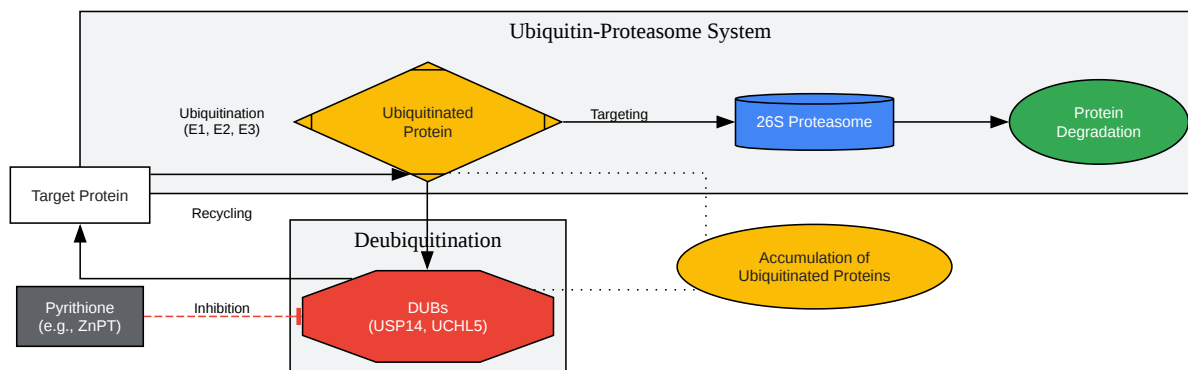 Ubiquitin-Proteasome System
Ubiquitination
(E1, E2, E3)
Ubiquitinated
Protein
Targeting
26S Proteasome
Protein
Degradation
Target Protein
Recycling
Deubiquitination
Accumulation of
Ubiquitinated Proteins
Pyrithione
(e.g., ZnPT)
Inhibition
DUBs
(USP14, UCHL5)